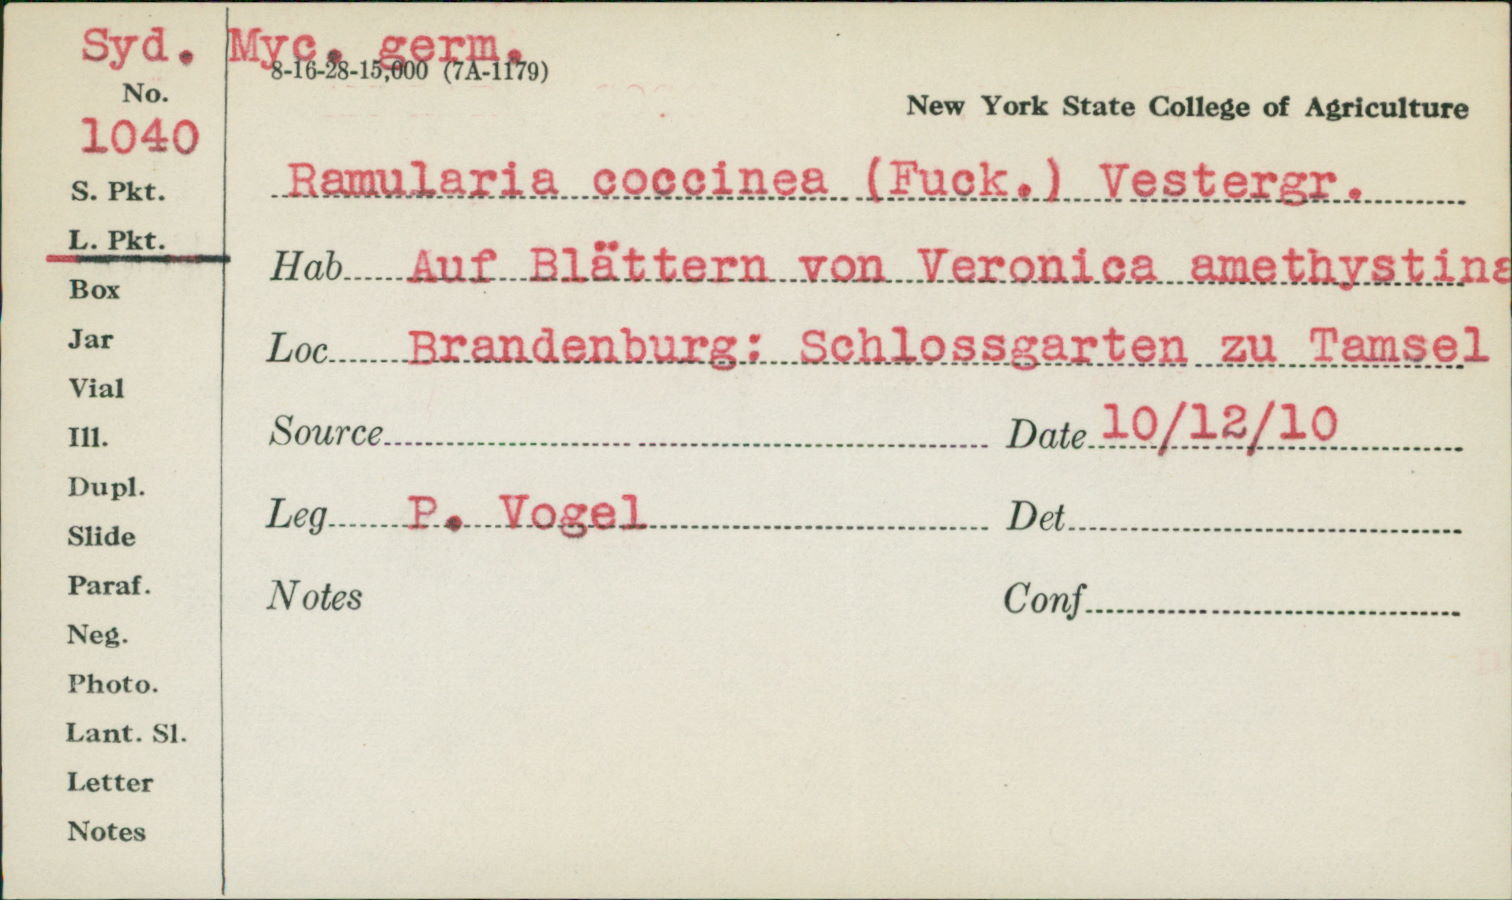 Syd. Myc. germ.
8-16-28-15,000 (7A-1179)
No.
New York State College of Agriculture
1040
Ramularia coccinea (Fuck.) Vestergr.
S. Pkt.
L. Pkt.
Hab Auf Blättern von Veronica amethystina
Box
Jar
Loc Brandenburg: Schlossgarten zu Tamsel
Vial
Ill.
Source Date 10/12/10
Dupl.
Slide
Leg P. Vogel Det
Paraf.
Notes Conf
Neg.
Photo.
Lant. Sl.
Letter
Notes